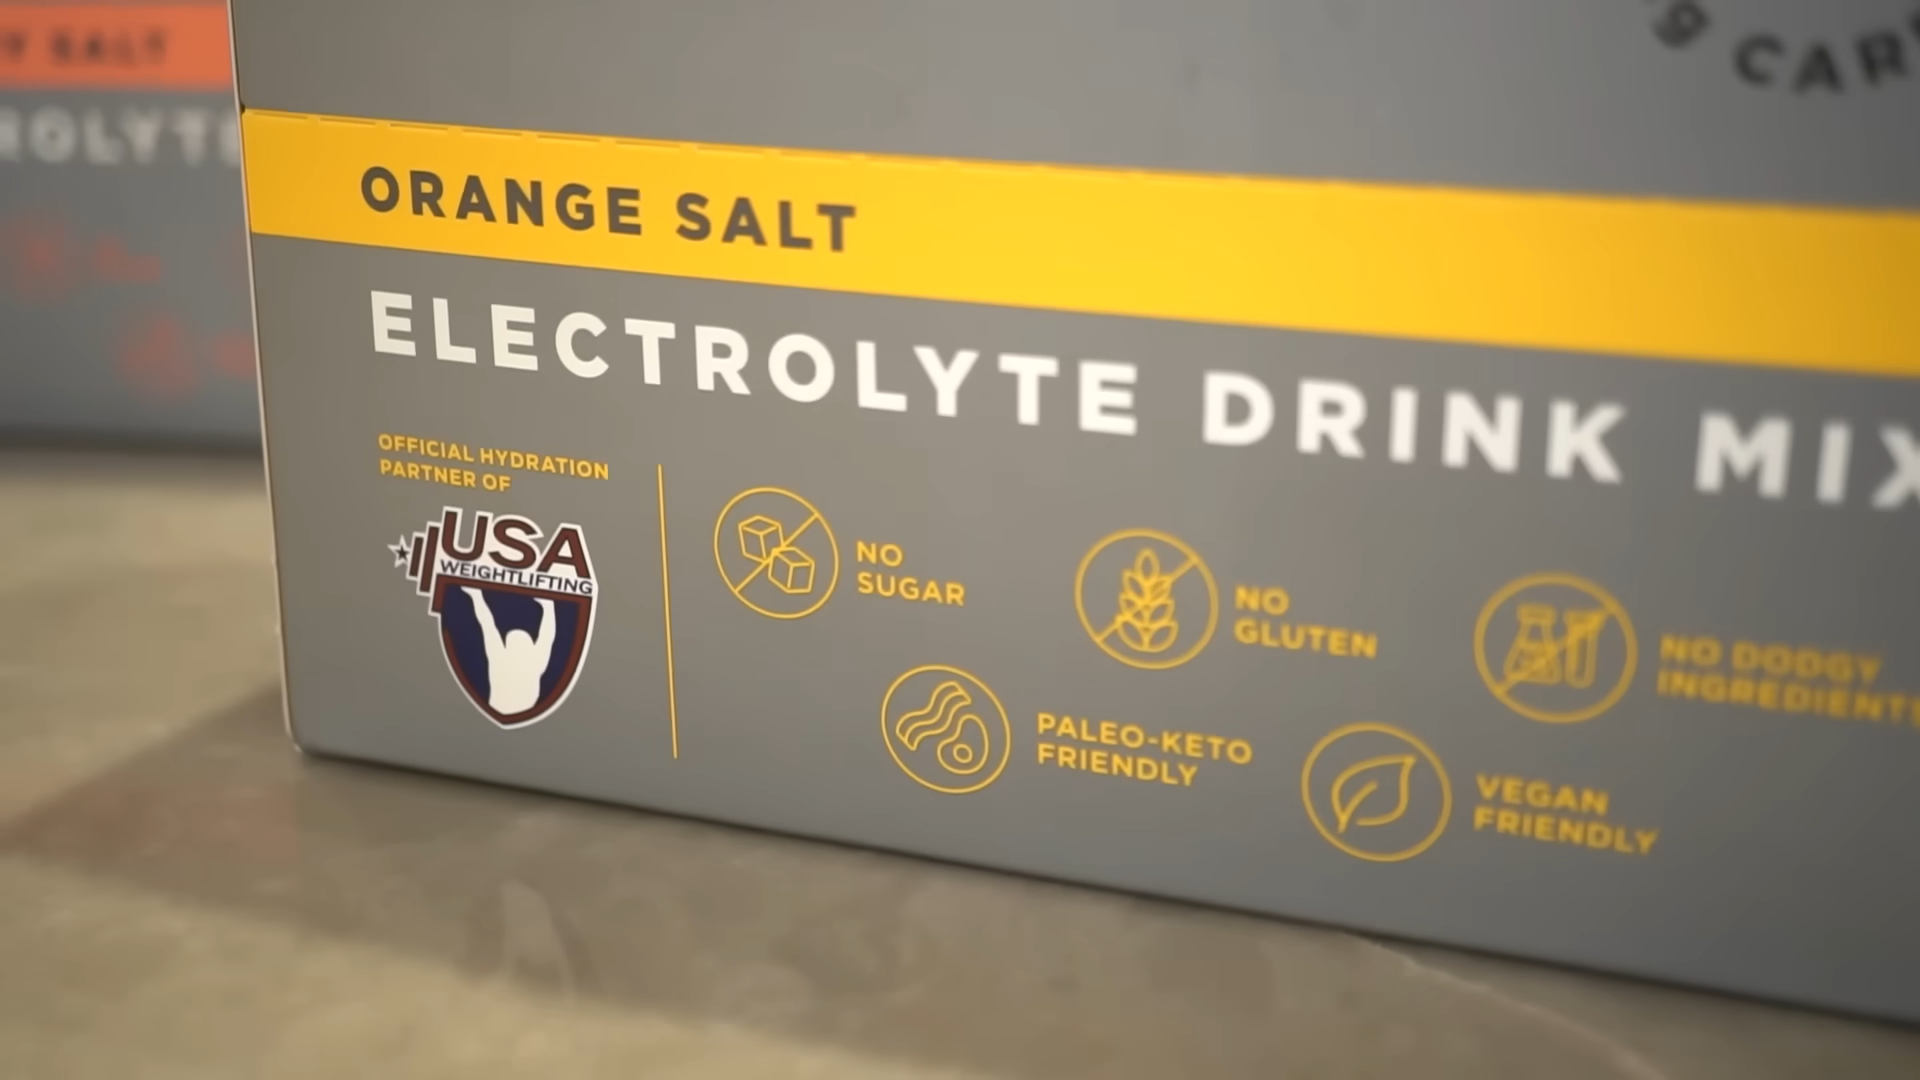 SALT
ORANGE SALT
ELECTROLYTE DRINK MIX
OFFICIAL HYDRATION
PARTNER OF
USA
WEIGHTLIFTING
NO
SUGAR
NO
GLUTEN
NO DODGY
INGREDIENTS
PALEO-KETO
FRIENDLY
VEGAN
FRIENDLY